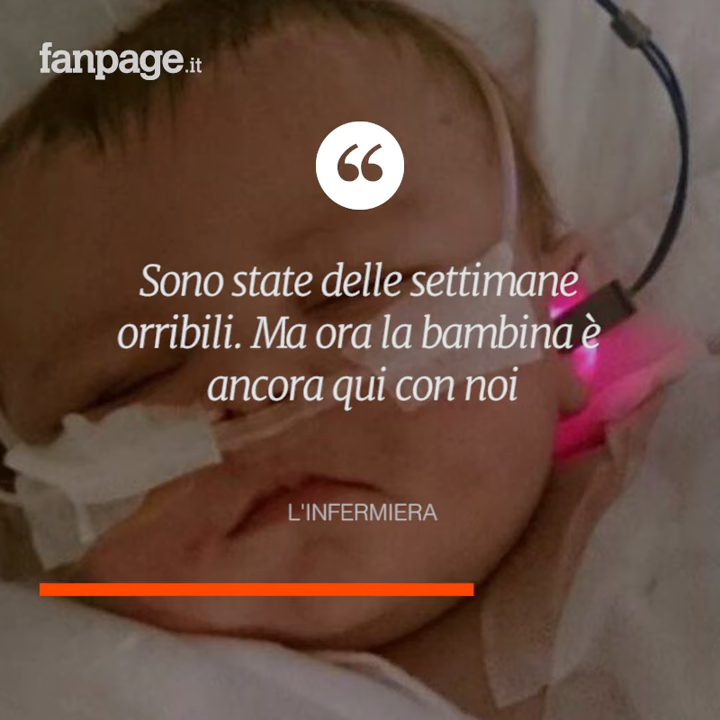 fanpage.it
“
Sono state delle settimane
orribili. Ma ora la bambina è
ancora qui con noi
L'INFERMIERA